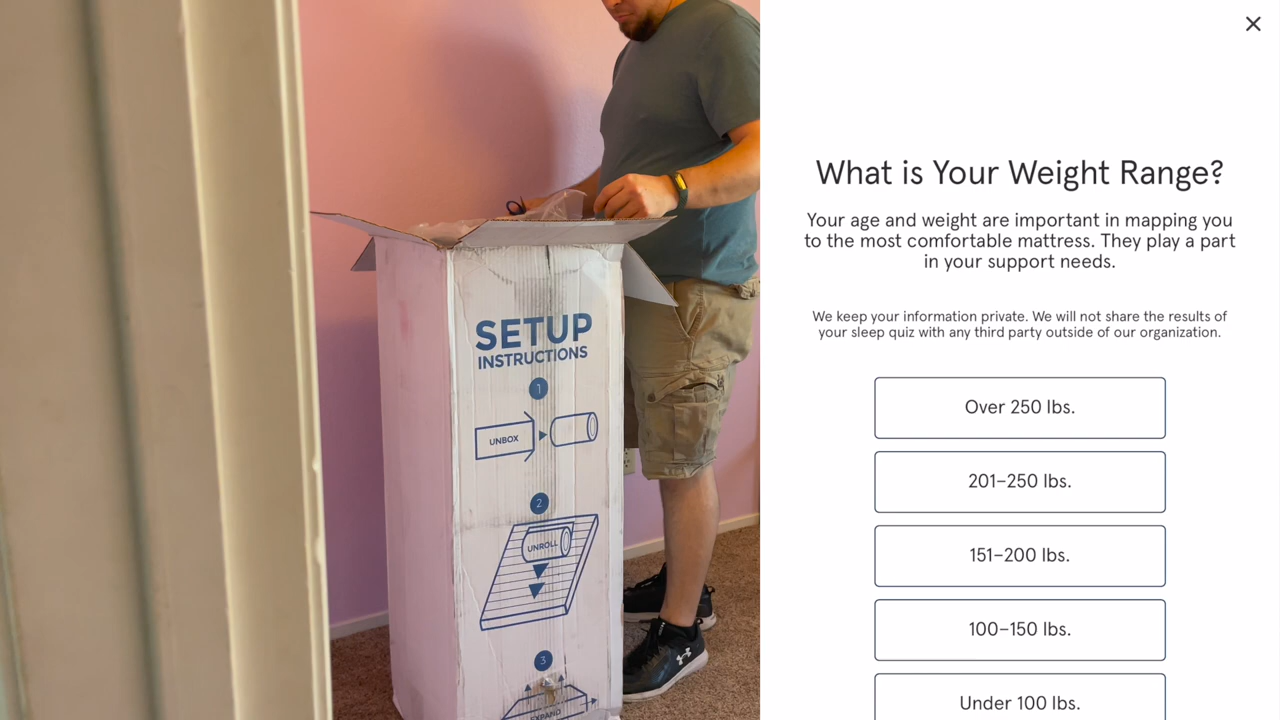 SETUP
INSTRUCTIONS
1
UNBOX
2
UNROLL
3
EXPAND
What is Your Weight Range?
Your age and weight are important in mapping you
to the most comfortable mattress. They play a part
in your support needs.
We keep your information private. We will not share the results of
your sleep quiz with any third party outside of our organization.
Over 250 lbs.
201–250 lbs.
151–200 lbs.
100–150 lbs.
Under 100 lbs.